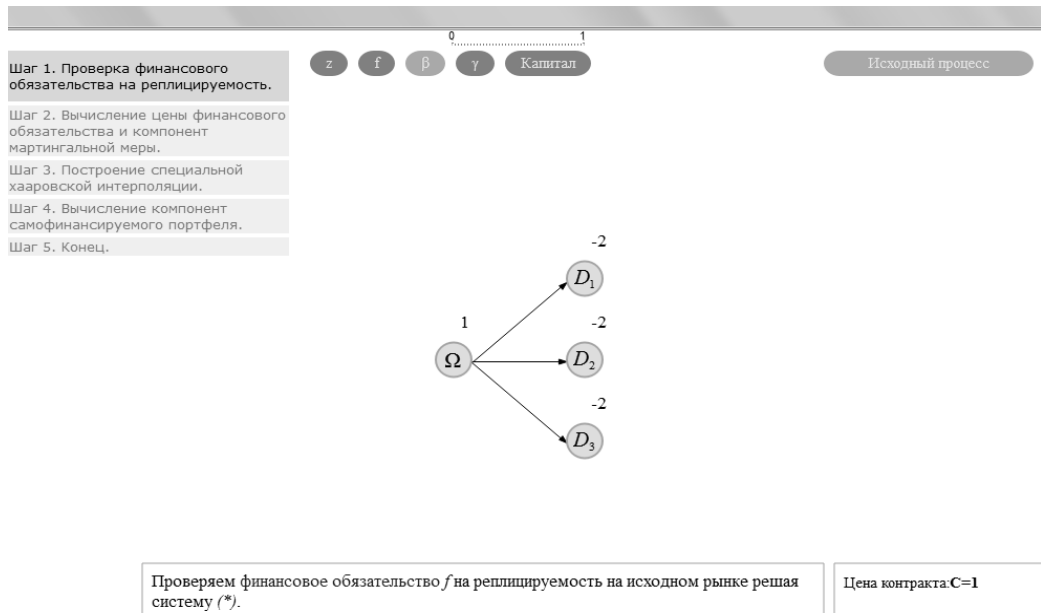 0 1
Шаг 1. Проверка финансового
обязательства на реплицируемость.
Шаг 2. Вычисление цены финансового
обязательства и компонент
мартингальной меры.
Шаг 3. Построение специальной
хааровской интерполяции.
Шаг 4. Вычисление компонент
самофинансируемого портфеля.
Шаг 5. Конец.
z f β γ Капитал
Исходный процесс
-2
D₁
1
-2
Ω
D₂
-2
D₃
Проверяем финансовое обязательство f на реплицируемость на исходном рынке решая
систему (*).
Цена контракта:C=1